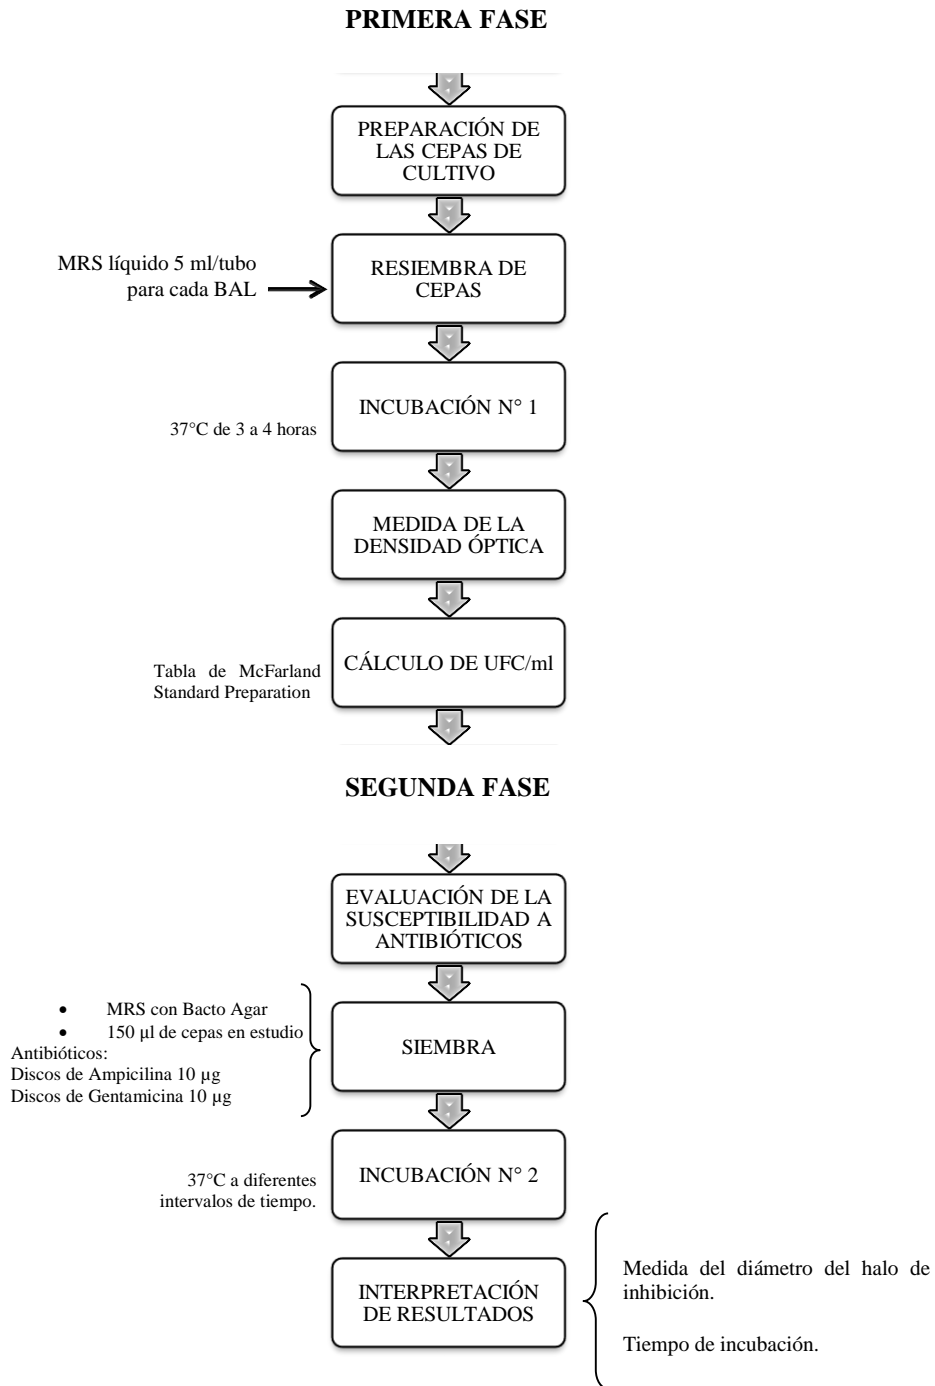 PRIMERA FASE
PREPARACIÓN DE
LAS CEPAS DE
CULTIVO
MRS líquido 5 ml/tubo
para cada BAL
RESIEMBRA DE
CEPAS
INCUBACIÓN N° 1
37°C de 3 a 4 horas
MEDIDA DE LA
DENSIDAD ÓPTICA
CÁLCULO DE UFC/ml
Tabla de McFarland
Standard Preparation
SEGUNDA FASE
EVALUACIÓN DE LA
SUSCEPTIBILIDAD A
ANTIBIÓTICOS
• MRS con Bacto Agar
• 150 µl de cepas en estudio
Antibióticos:
Discos de Ampicilina 10 µg
Discos de Gentamicina 10 µg
SIEMBRA
INCUBACIÓN N° 2
37°C a diferentes
intervalos de tiempo.
INTERPRETACIÓN
DE RESULTADOS
Medida del diámetro del halo de
inhibición.
Tiempo de incubación.